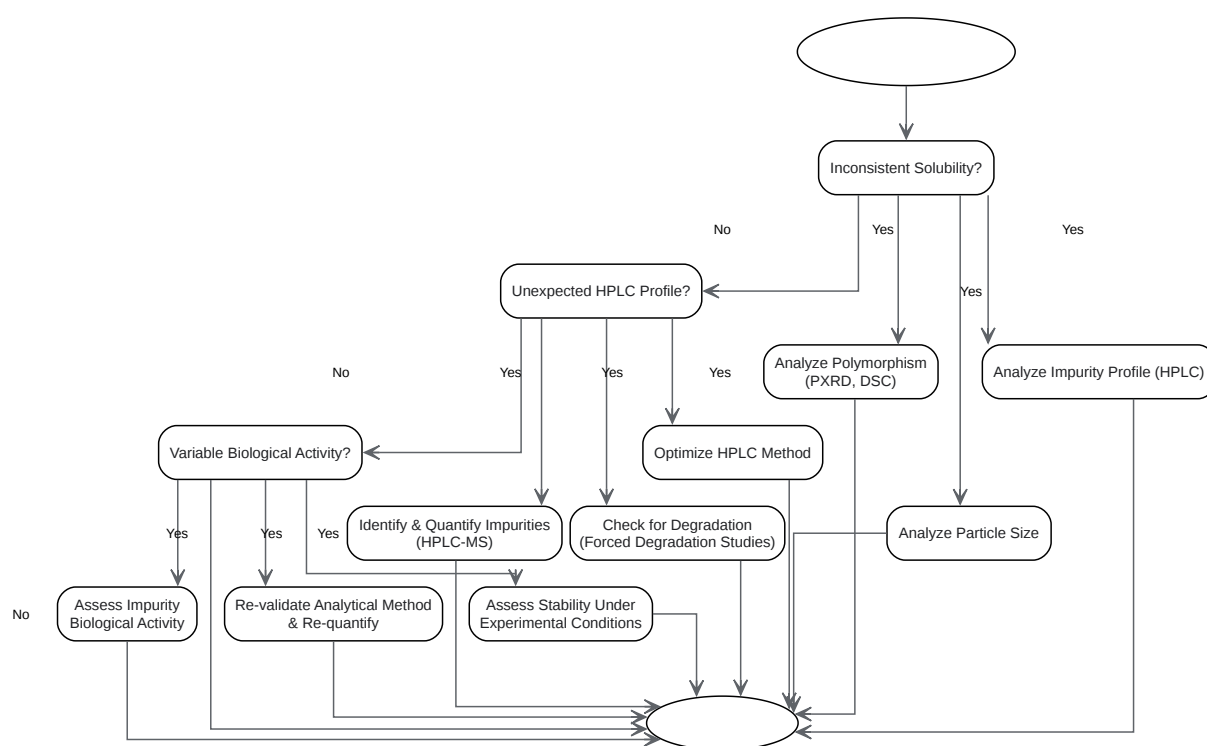 Inconsistent Solubility?
No
Yes
Yes
Unexpected HPLC Profile?
Yes
Analyze Polymorphism
(PXRD, DSC)
Analyze Impurity Profile (HPLC)
No
Yes
Yes
Yes
Variable Biological Activity?
Optimize HPLC Method
Identify & Quantify Impurities
(HPLC-MS)
Check for Degradation
(Forced Degradation Studies)
Analyze Particle Size
Yes
Yes
Yes
No
Assess Impurity
Biological Activity
Re-validate Analytical Method
& Re-quantify
Assess Stability Under
Experimental Conditions